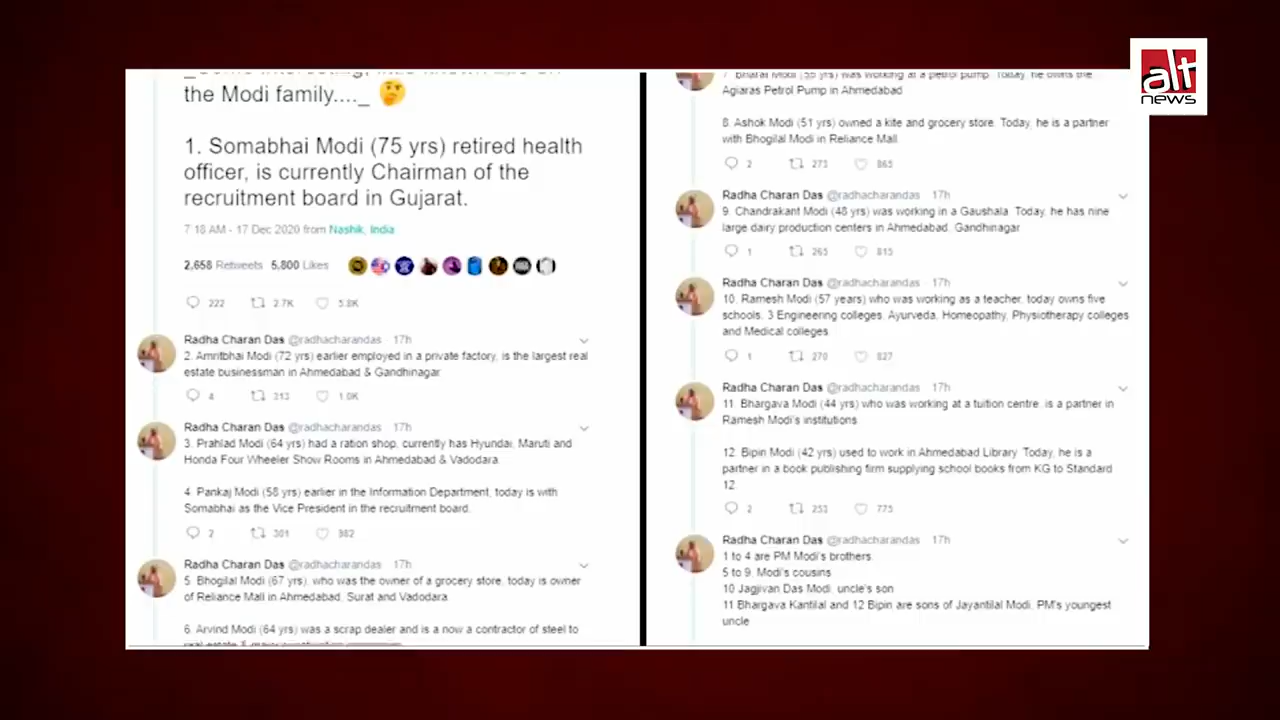 the Modi family...._
1. Somabhai Modi (75 yrs) retired health
officer, is currently Chairman of the
recruitment board in Gujarat.
7:18 AM - 17 Dec 2020 from Nashik, India
2,658 Retweets 5,800 Likes
222 2.7K 5.8K
Radha Charan Das @radhacharandas 17h
2. Amritbhai Modi (72 yrs) earlier employed in a private factory, is the largest real
estate businessman in Ahmedabad & Gandhinagar
4 313 1.0K
Radha Charan Das @radhacharandas 17h
3. Prahlad Modi (64 yrs) had a ration shop, currently has Hyundai, Maruti and
Honda Four Wheeler Show Rooms in Ahmedabad & Vadodara.
4. Pankaj Modi (58 yrs) earlier in the Information Department, today is with
Somabhai as the Vice President in the recruitment board.
2 301 982
Radha Charan Das @radhacharandas 17h
5. Bhogilal Modi (67 yrs), who was the owner of a grocery store, today is owner
of Reliance Mall in Ahmedabad, Surat and Vadodara.
6. Arvind Modi (64 yrs) was a scrap dealer and is a now a contractor of steel to
7. Bharat Modi (55 yrs) was working at a petrol pump. Today, he owns the
Agiaras Petrol Pump in Ahmedabad
8. Ashok Modi (51 yrs) owned a kite and grocery store. Today, he is a partner
with Bhogilal Modi in Reliance Mall.
2 273 865
Radha Charan Das @radhacharandas 17h
9. Chandrakant Modi (48 yrs) was working in a Gaushala. Today, he has nine
large dairy production centers in Ahmedabad, Gandhinagar
1 265 815
Radha Charan Das @radhacharandas 17h
10. Ramesh Modi (57 years) who was working as a teacher, today owns five
schools, 3 Engineering colleges, Ayurveda, Homeopathy, Physiotherapy colleges
and Medical colleges
1 270 827
Radha Charan Das @radhacharandas 17h
11. Bhargava Modi (44 yrs) who was working at a tuition centre, is a partner in
Ramesh Modi's institutions
12. Bipin Modi (42 yrs) used to work in Ahmedabad Library. Today, he is a
partner in a book publishing firm supplying school books from KG to Standard
12.
2 253 775
Radha Charan Das @radhacharandas 17h
1 to 4 are PM Modi's brothers.
5 to 9, Modi's cousins
10 Jagjivan Das Modi, uncle's son
11 Bhargava Kantilal and 12 Bipin are sons of Jayantilal Modi, PM's youngest
uncle
alt
news